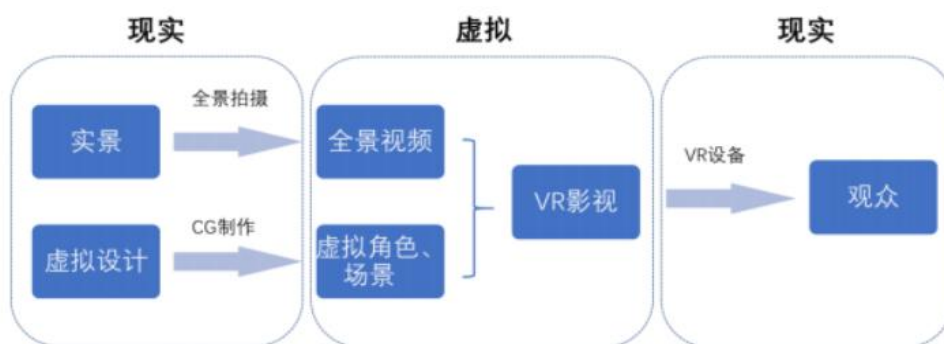 现实
虚拟
现实
全景拍摄
实景
全景视频
VR设备
VR影视
观众
CG制作
虚拟设计
虚拟角色、
场景